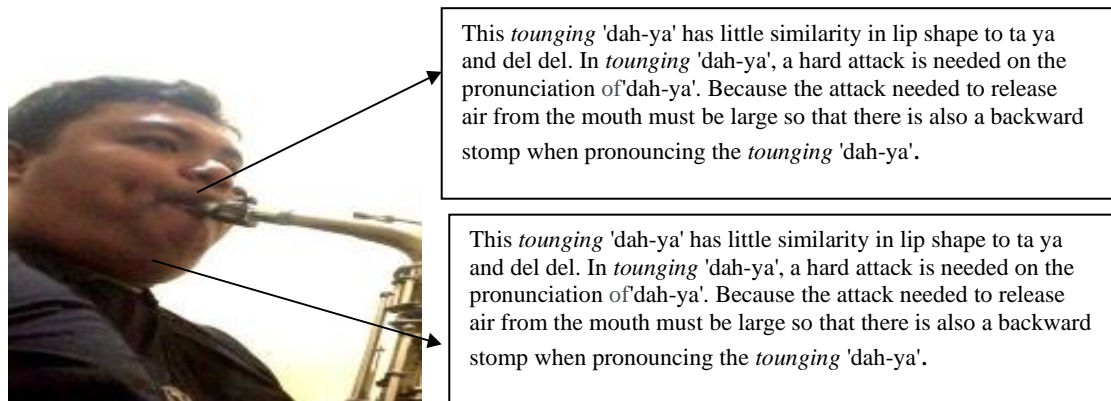 This tounging 'dah-ya' has little similarity in lip shape to ta ya
and del del. In tounging 'dah-ya', a hard attack is needed on the
pronunciation of'dah-ya'. Because the attack needed to release
air from the mouth must be large so that there is also a backward
stomp when pronouncing the tounging 'dah-ya'.
This tounging 'dah-ya' has little similarity in lip shape to ta ya
and del del. In tounging 'dah-ya', a hard attack is needed on the
pronunciation of'dah-ya'. Because the attack needed to release
air from the mouth must be large so that there is also a backward
stomp when pronouncing the tounging 'dah-ya'.